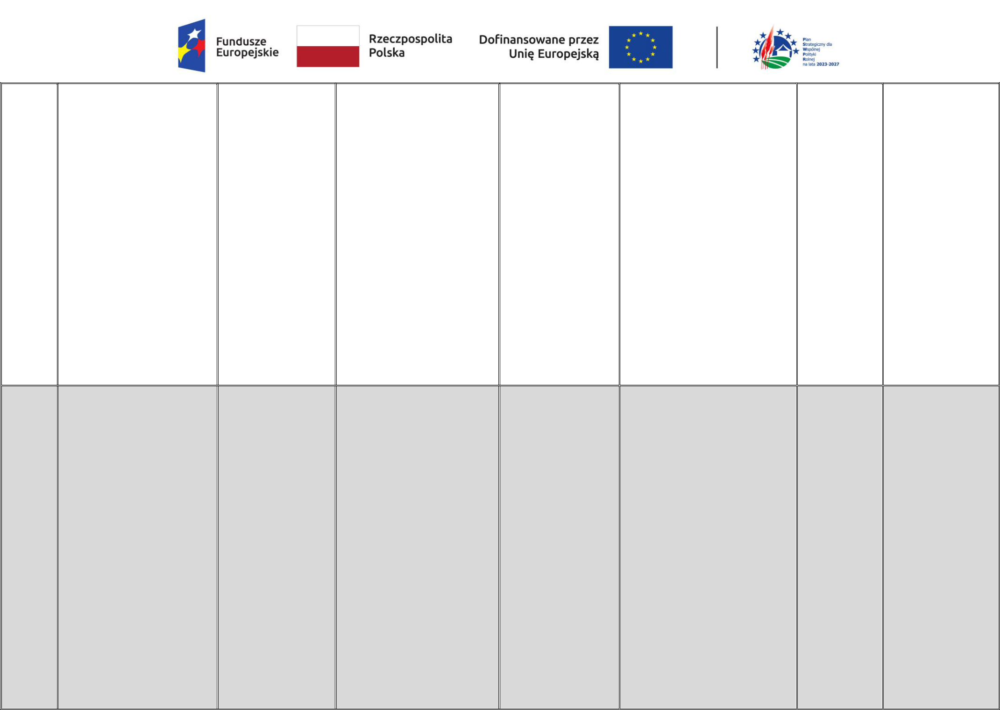 Fundusze
Europejskie
Rzeczpospolita
Polska
Dofinansowane przez
Unię Europejską
Plan
Strategiczny dla
Wspólnej
Polityki
Rolnej
na lata 2023-2027